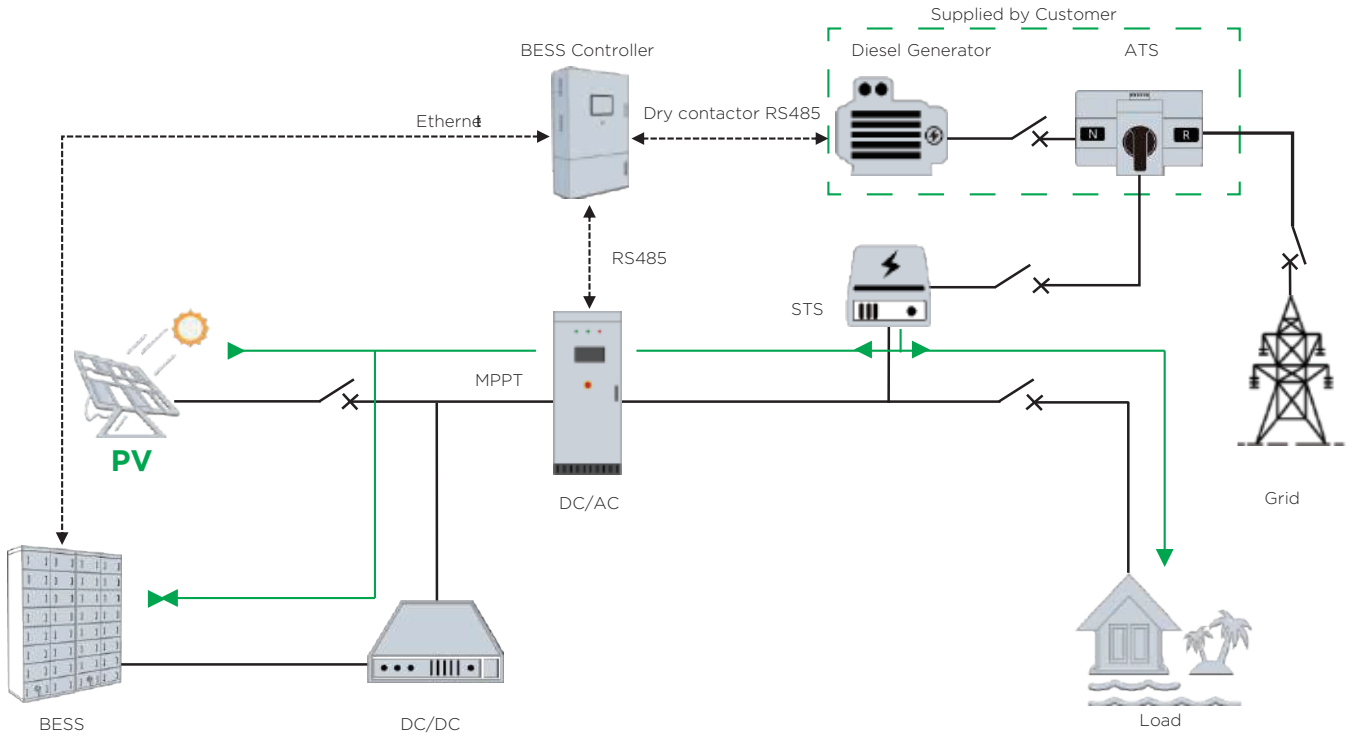 Supplied by Customer
BESS Controller
Diesel Generator
ATS
Ethernet
Dry contactor RS485
N
R
RS485
STS
MPPT
PV
DC/AC
Grid
BESS
DC/DC
Load